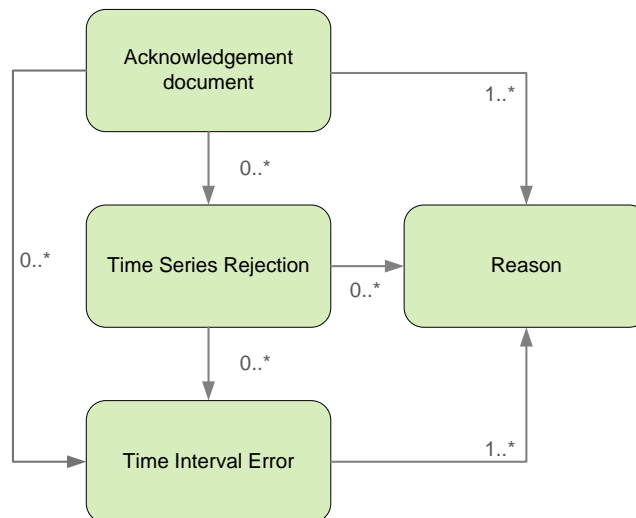 Acknowledgement
document
1..*
0..*
0..*
Time Series Rejection
0..*
Reason
0..*
Time Interval Error
1..*